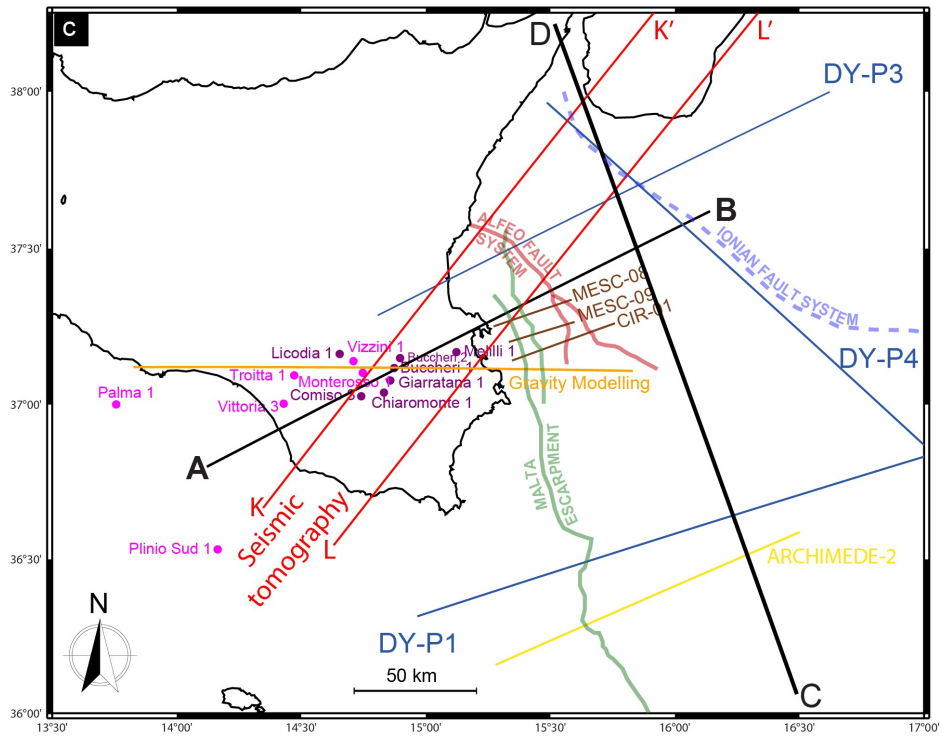 C
D
K’
L’
DY-P3
38°00'
B
ALFEO FAULT
SYSTEM
IONIAN FAULT SYSTEM
37°30'
MESC-08
MESC-09
CIR-01
DY-P4
Licodia 1
Vizzini 1
Buccheri 2
Melilli 1
Buccheri
Troitta 1
Monterosso
Giarratana 1
Gravity Modelling
Palma 1
Comiso 3
Vittoria 3
Chiaromonte 1
37°00'
A
MALTA
ESCARPMENT
K
Seismic
tomography
L
Plinio Sud 1
36°30'
ARCHIMEDE-2
N
DY-P1
50 km
C
36°00'
13°30'
14°00'
14°30'
15°00'
15°30'
16°00'
16°30'
17°00'